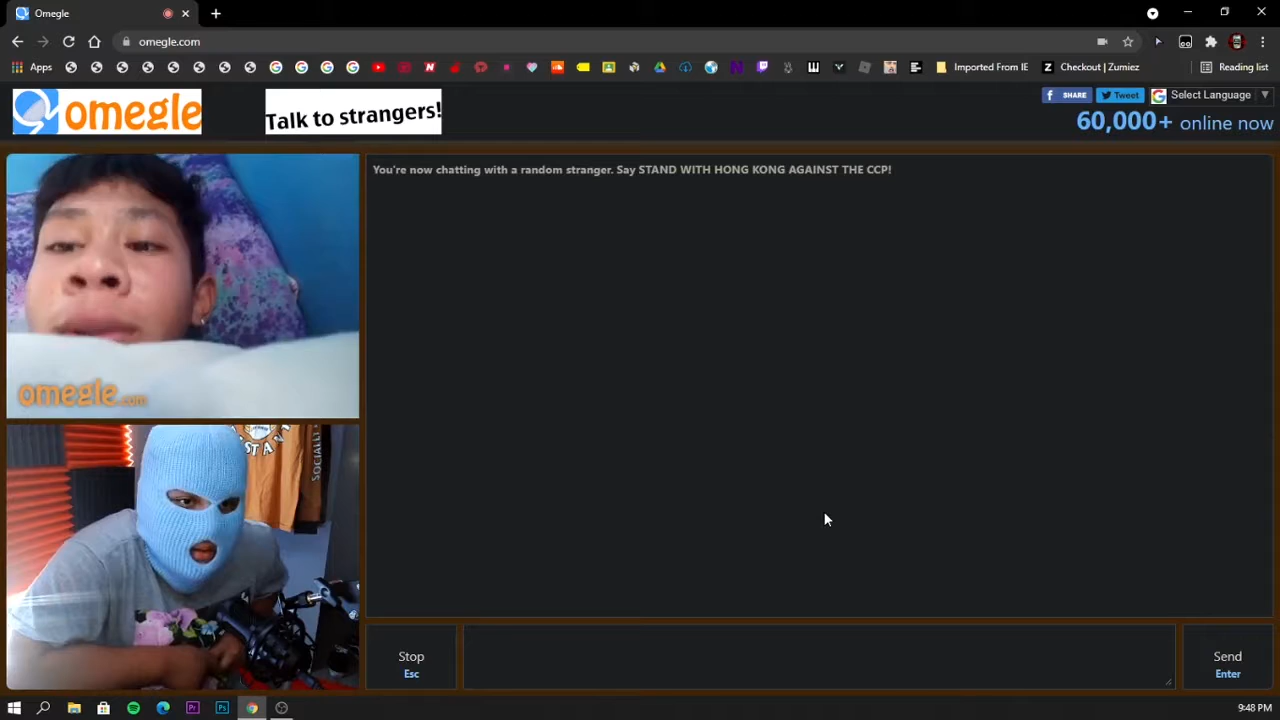 Omegle
omegle.com
Apps
Imported From IE
Checkout | Zumiez
Reading list
omegle
Talk to strangers!
SHARE
Tweet
Select Language
60,000+ online now
You're now chatting with a random stranger. Say STAND WITH HONG KONG AGAINST THE CCP!
omegle.com
STAN
SOCIALLY
Stop
Esc
Send
Enter
9:48 PM